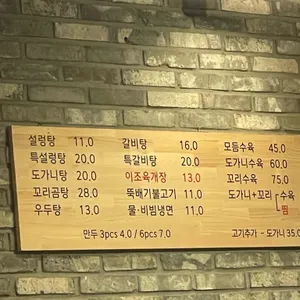 설렁탕 11.0
특설렁탕 20.0
도가니탕 20.0
꼬리곰탕 28.0
우두탕 13.0
갈비탕 16.0
특갈비탕 20.0
이조육개장 13.0
뚝배기불고기 11.0
물·비빔냉면 11.0
만두 3pcs 4.0 / 6pcs 7.0
모듬수육 45.0
도가니수육 60.0
꼬리수육 75.0
도가니+꼬리 수육
찜
고기추가 - 도가니 35.0